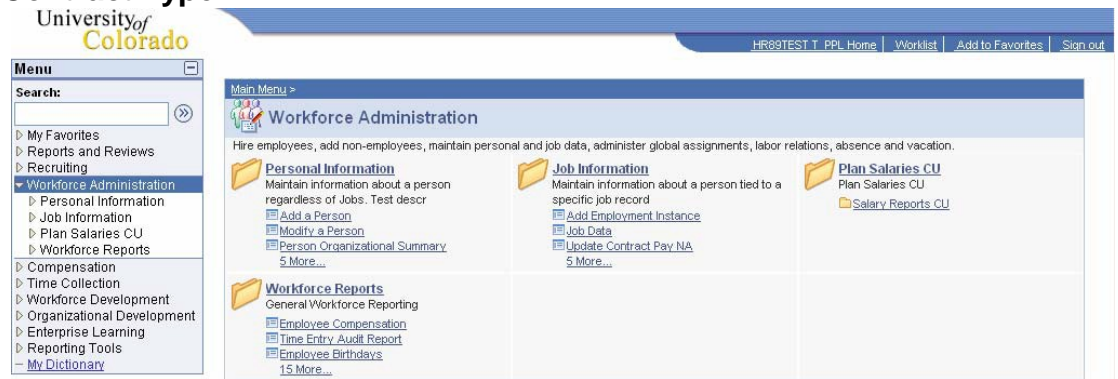 University of
Colorado
HR89TEST T PPL Home | Worklist | Add to Favorites | Sign out
Menu
Search:
My Favorites
Reports and Reviews
Recruiting
Workforce Administration
Personal Information
Job Information
Plan Salaries CU
Workforce Reports
Compensation
Time Collection
Workforce Development
Organizational Development
Enterprise Learning
Reporting Tools
My Dictionary
Main Menu >
Workforce Administration
Hire employees, add non-employees, maintain personal and job data, administer global assignments, labor relations, absence and vacation.
Personal Information
Maintain information about a person
regardless of Jobs. Test descr
Add a Person
Modify a Person
Person Organizational Summary
5 More...
Job Information
Maintain information about a person tied to a
specific job record
Add Employment Instance
Job Data
Update Contract Pay NA
5 More...
Plan Salaries CU
Plan Salaries CU
Salary Reports CU
Workforce Reports
General Workforce Reporting
Employee Compensation
Time Entry Audit Report
Employee Birthdays
15 More...